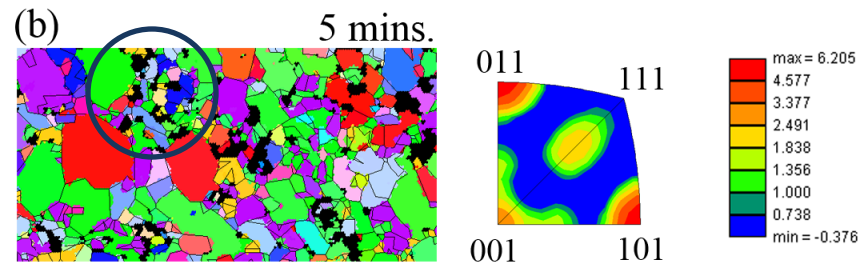 (b)
5 mins.
011
111
001
101
max = 6.205
4.577
3.377
2.491
1.838
1.356
1.000
0.738
min = -0.376